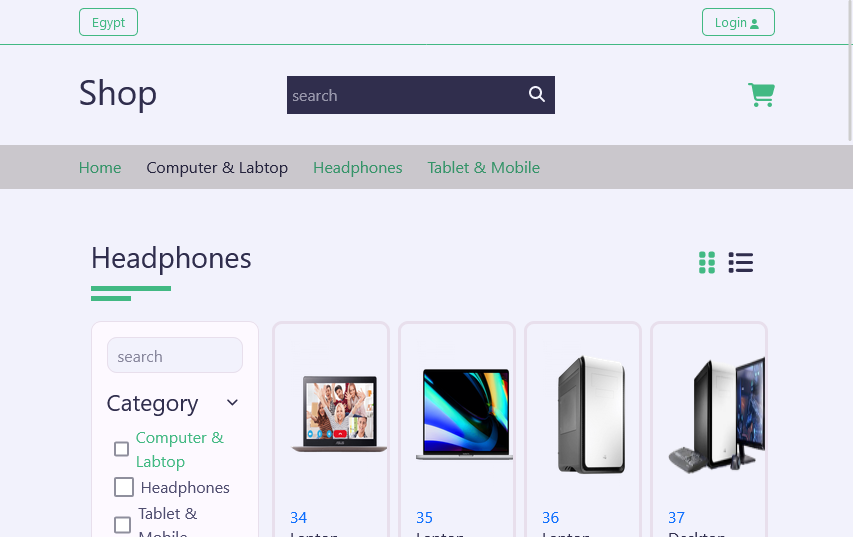 Egypt
Login
Shop
search
Home
Computer & Labtop
Headphones
Tablet & Mobile
Headphones
search
Category
Computer &
Labtop
Headphones
Tablet &
Mobile
34
Laptop
35
Laptop
36
Laptop
37
Desktop